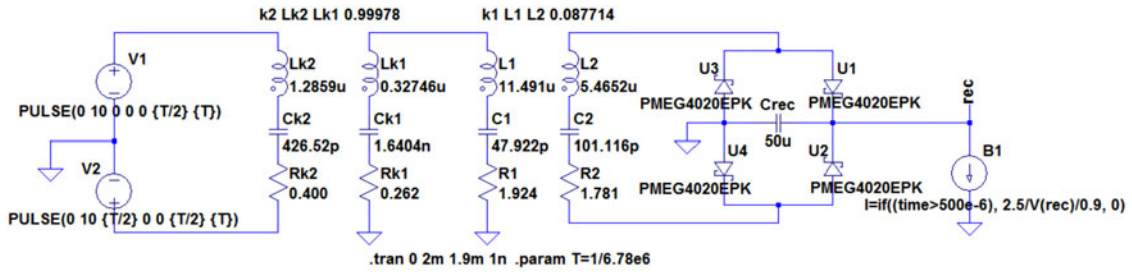 k2 Lk2 Lk1 0.99978 k1 L1 L2 0.087714
V1
PULSE(0 10 0 0 0 {T/2} {T})
V2
PULSE(0 10 {T/2} 0 0 {T/2} {T})
Lk2
1.2859u
Ck2
426.52p
Rk2
0.400
Lk1
0.32746u
Ck1
1.6404n
Rk1
0.262
L1
11.491u
C1
47.922p
R1
1.924
L2
5.4652u
C2
101.116p
R2
1.781
U3
PMEG4020EPK
U1
PMEG4020EPK
Crec
50u
U4
PMEG4020EPK
U2
PMEG4020EPK
rec
B1
I=if((time>500e-6), 2.5/V(rec)/0.9, 0)
.tran 0 2m 1.9m 1n .param T=1/6.78e6